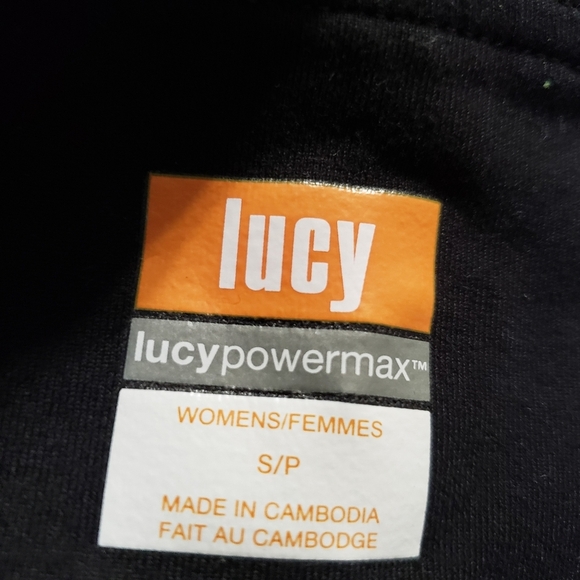 lucy
lucypowermax™
WOMENS/FEMMES
S/P
MADE IN CAMBODIA
FAIT AU CAMBODGE